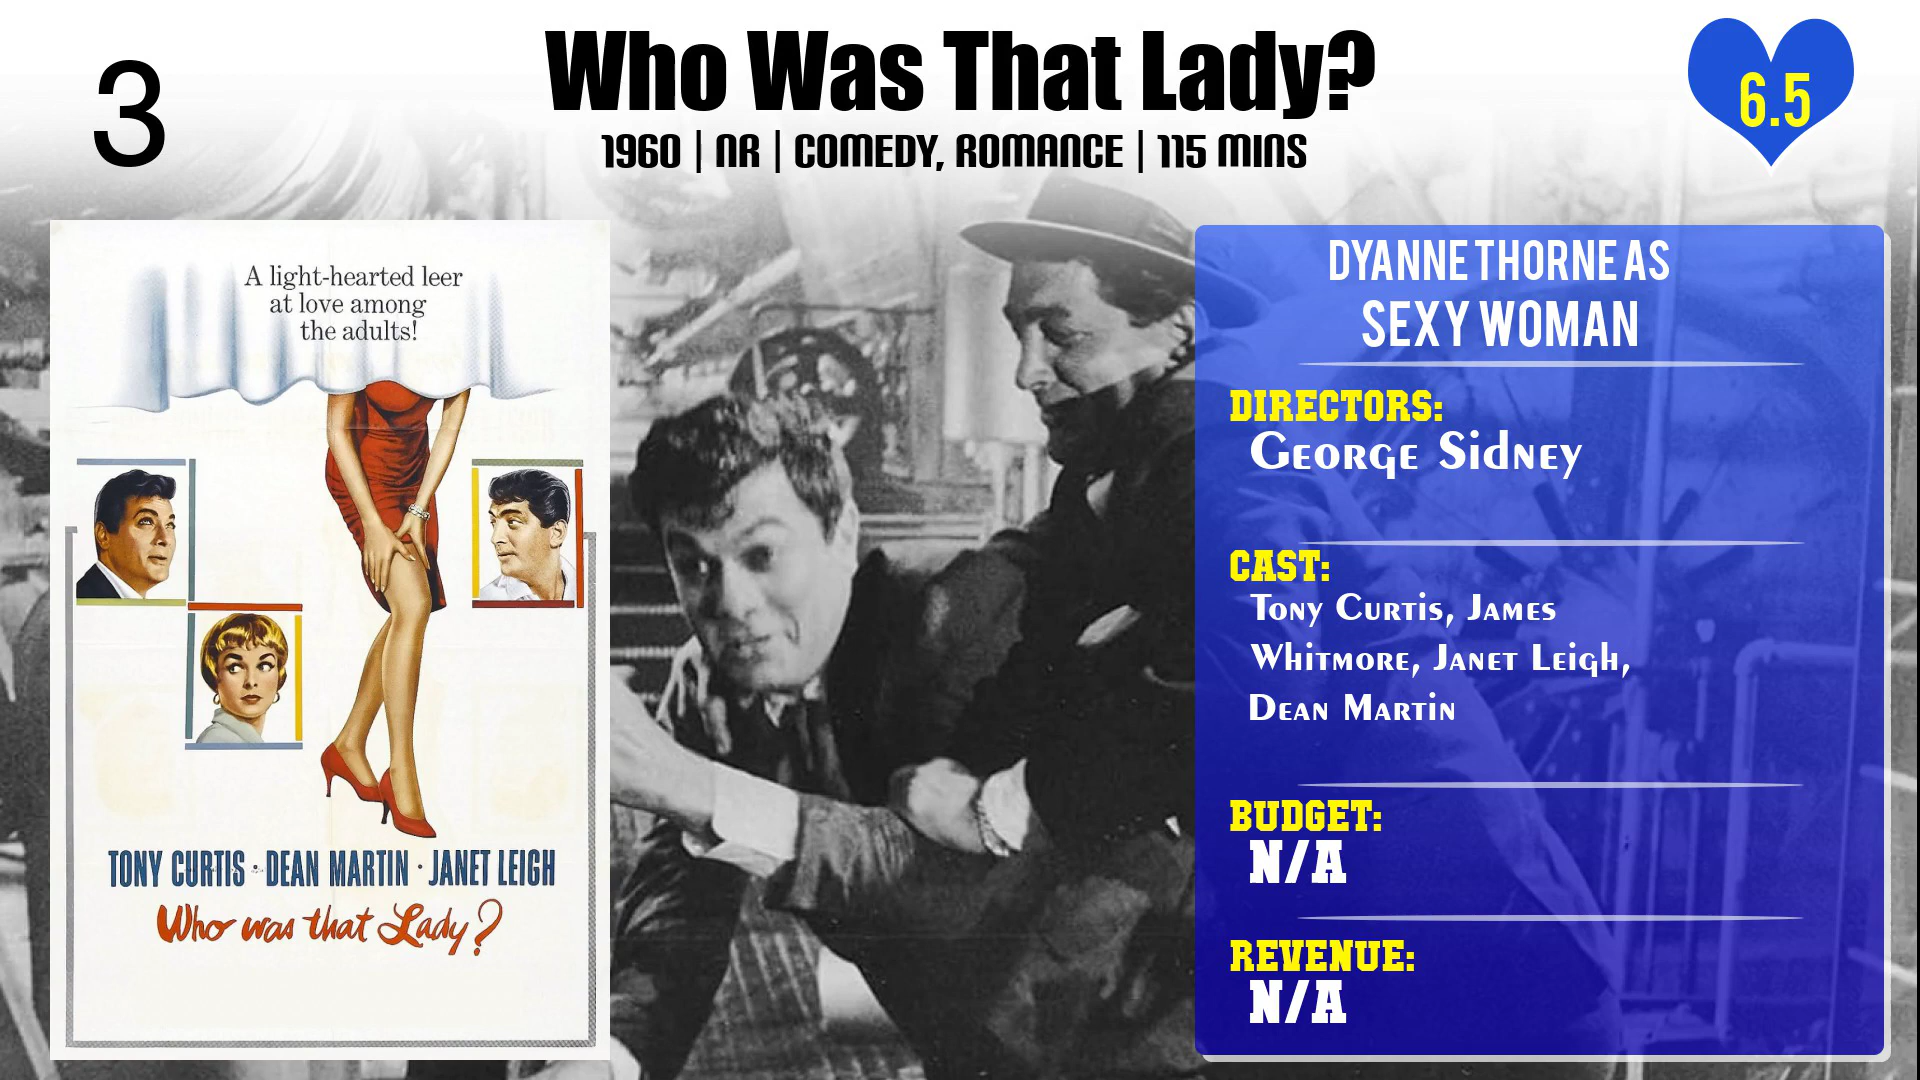 3
Who Was That Lady?
6.5
1960 | NR | COMEDY, ROMANCE | 115 MINS
A light-hearted leer
at love among
the adults!
TONY CURTIS · DEAN MARTIN · JANET LEIGH
Who was that Lady?
DYANNE THORNE AS
SEXY WOMAN
DIRECTORS:
George Sidney
CAST:
Tony Curtis, James
Whitmore, Janet Leigh,
Dean Martin
BUDGET:
N/A
REVENUE:
N/A